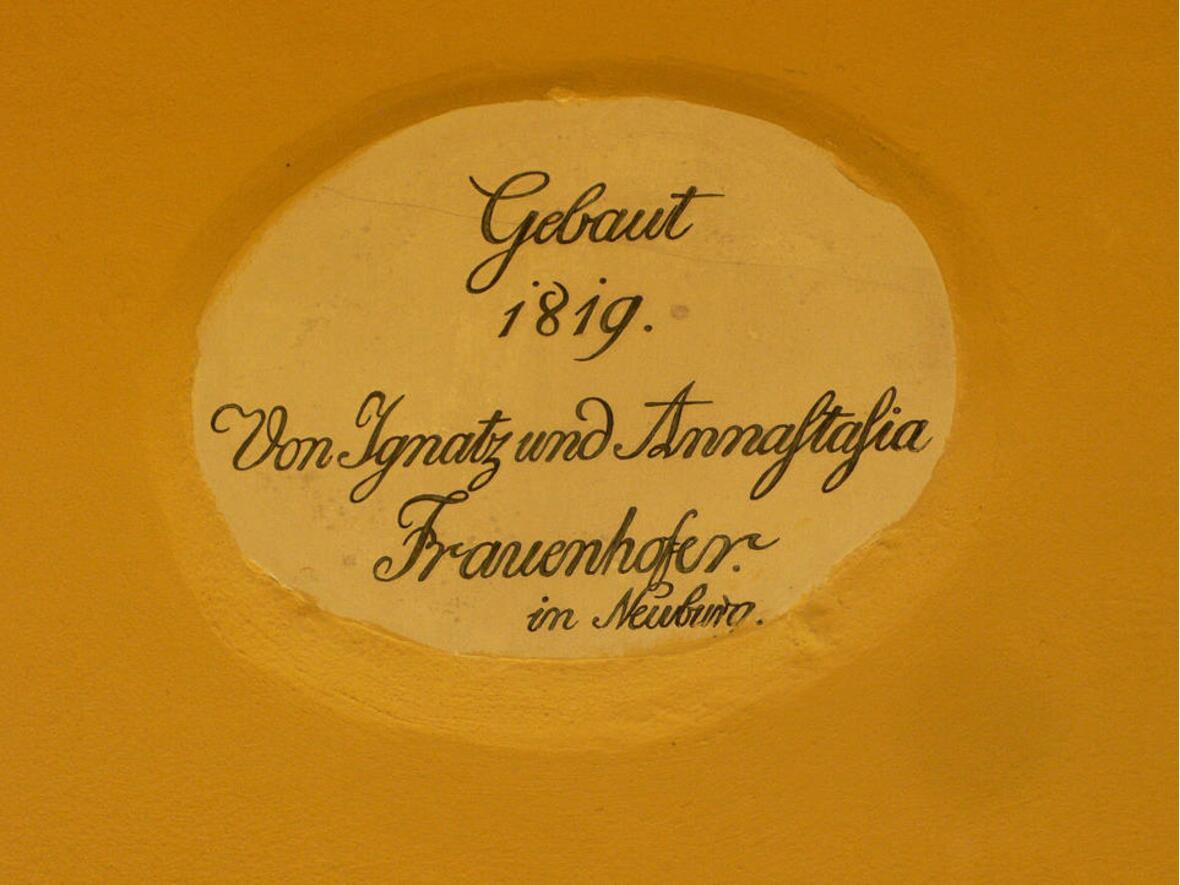 Gebaut
1819.
Von Ignatz und Annaſtaſia
Frauenhofer.
in Neuburg.